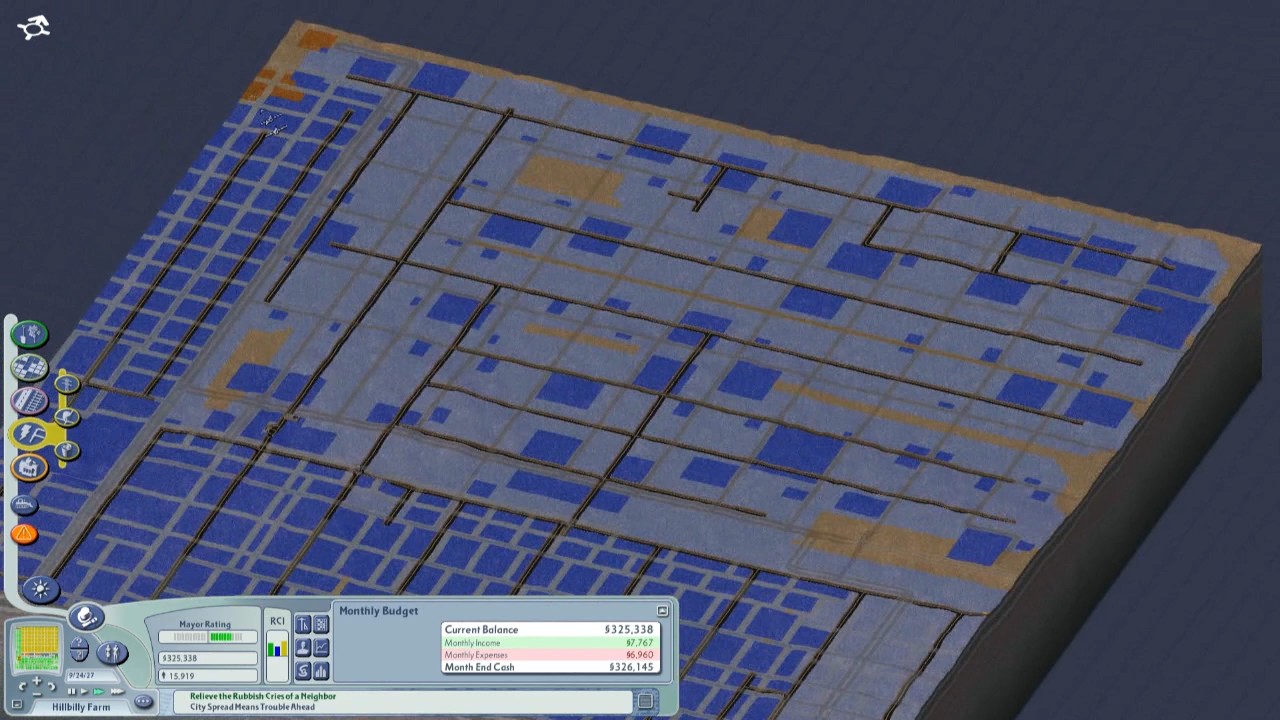 Monthly Budget
Current Balance §325,338
Monthly Income §7,767
Monthly Expenses §6,960
Month End Cash §326,145
Mayor Rating
RCI
§325,338
15,919
9/24/27
Hillbilly Farm
Relieve the Rubbish Cries of a Neighbor
City Spread Means Trouble Ahead